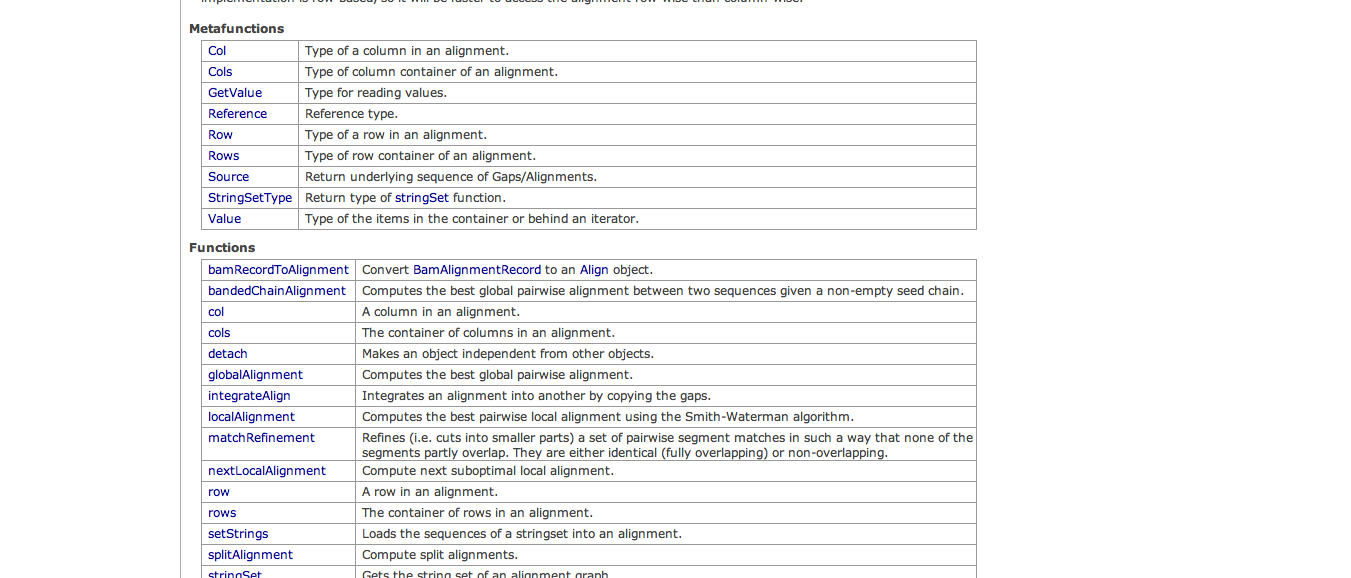 implementation is row-based, so it will be faster to access the alignment row-wise than column-wise.
Metafunctions
Col Type of a column in an alignment.
Cols Type of column container of an alignment.
GetValue Type for reading values.
Reference Reference type.
Row Type of a row in an alignment.
Rows Type of row container of an alignment.
Source Return underlying sequence of Gaps/Alignments.
StringSetType Return type of stringSet function.
Value Type of the items in the container or behind an iterator.
Functions
bamRecordToAlignment Convert BamAlignmentRecord to an Align object.
bandedChainAlignment Computes the best global pairwise alignment between two sequences given a non-empty seed chain.
col A column in an alignment.
cols The container of columns in an alignment.
detach Makes an object independent from other objects.
globalAlignment Computes the best global pairwise alignment.
integrateAlign Integrates an alignment into another by copying the gaps.
localAlignment Computes the best pairwise local alignment using the Smith-Waterman algorithm.
matchRefinement Refines (i.e. cuts into smaller parts) a set of pairwise segment matches in such a way that none of the
segments partly overlap. They are either identical (fully overlapping) or non-overlapping.
nextLocalAlignment Compute next suboptimal local alignment.
row A row in an alignment.
rows The container of rows in an alignment.
setStrings Loads the sequences of a stringset into an alignment.
splitAlignment Compute split alignments.
stringSet Gets the string set of an alignment graph.